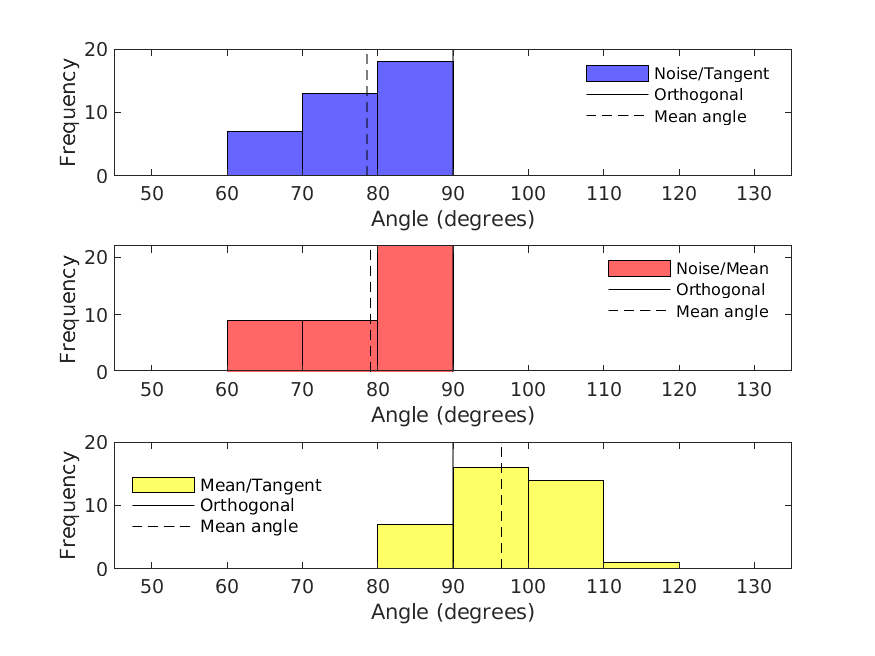 Frequency
20
10
0
Noise/Tangent
Orthogonal
Mean angle
50 60 70 80 90 100 110 120 130
Angle (degrees)
Frequency
20
10
0
Noise/Mean
Orthogonal
Mean angle
50 60 70 80 90 100 110 120 130
Angle (degrees)
Frequency
20
10
0
Mean/Tangent
Orthogonal
Mean angle
50 60 70 80 90 100 110 120 130
Angle (degrees)